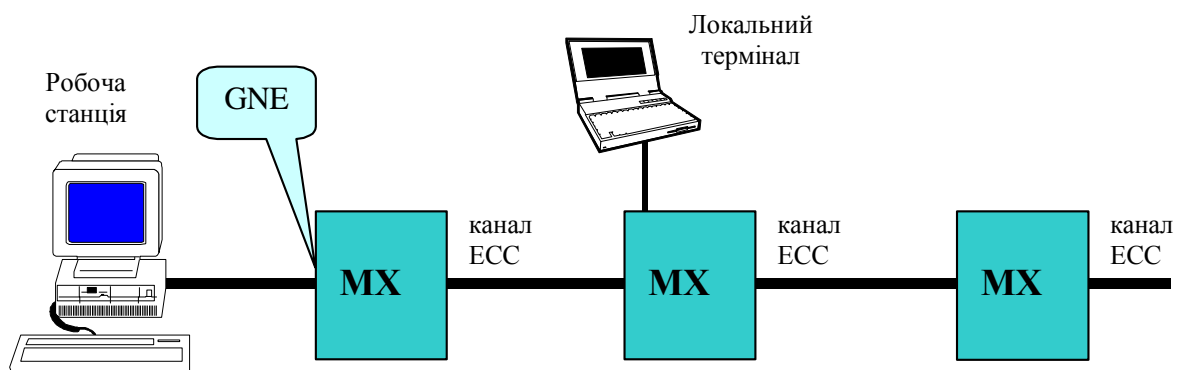 Локальний
термінал
Робоча
станція
GNE
канал
ECC
канал
ECC
канал
ECC
MX
MX
MX